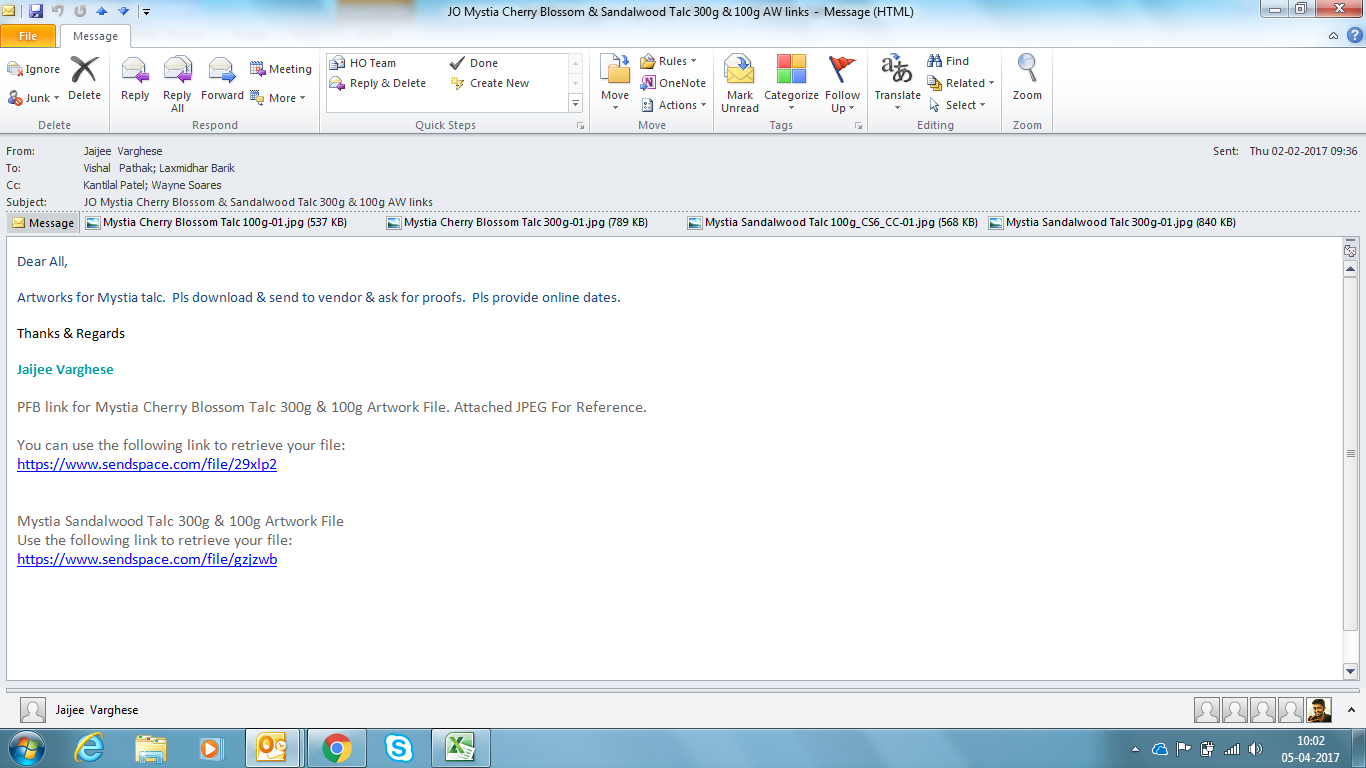 JO Mystia Cherry Blossom & Sandalwood Talc 300g & 100g AW links - Message (HTML)
File Message
Ignore
Junk
Delete
Delete
Reply
Reply All
Forward
Meeting
More
Respond
HO Team
Reply & Delete
Done
Create New
Quick Steps
Move
Rules
OneNote
Actions
Move
Mark Unread
Categorize
Follow Up
Tags
Translate
Find
Related
Select
Editing
Zoom
Zoom
From: Jaijee Varghese
Sent: Thu 02-02-2017 09:36
To: Vishal Pathak; Laxmidhar Barik
Cc: Kantilal Patel; Wayne Soares
Subject: JO Mystia Cherry Blossom & Sandalwood Talc 300g & 100g AW links
Message Mystia Cherry Blossom Talc 100g-01.jpg (537 KB) Mystia Cherry Blossom Talc 300g-01.jpg (789 KB) Mystia Sandalwood Talc 100g_CS6_CC-01.jpg (568 KB) Mystia Sandalwood Talc 300g-01.jpg (840 KB)
Dear All,
Artworks for Mystia talc. Pls download & send to vendor & ask for proofs. Pls provide online dates.
Thanks & Regards
Jaijee Varghese
PFB link for Mystia Cherry Blossom Talc 300g & 100g Artwork File. Attached JPEG For Reference.
You can use the following link to retrieve your file:
https://www.sendspace.com/file/29xlp2
Mystia Sandalwood Talc 300g & 100g Artwork File
Use the following link to retrieve your file:
https://www.sendspace.com/file/gzjzwb
Jaijee Varghese
10:02
05-04-2017